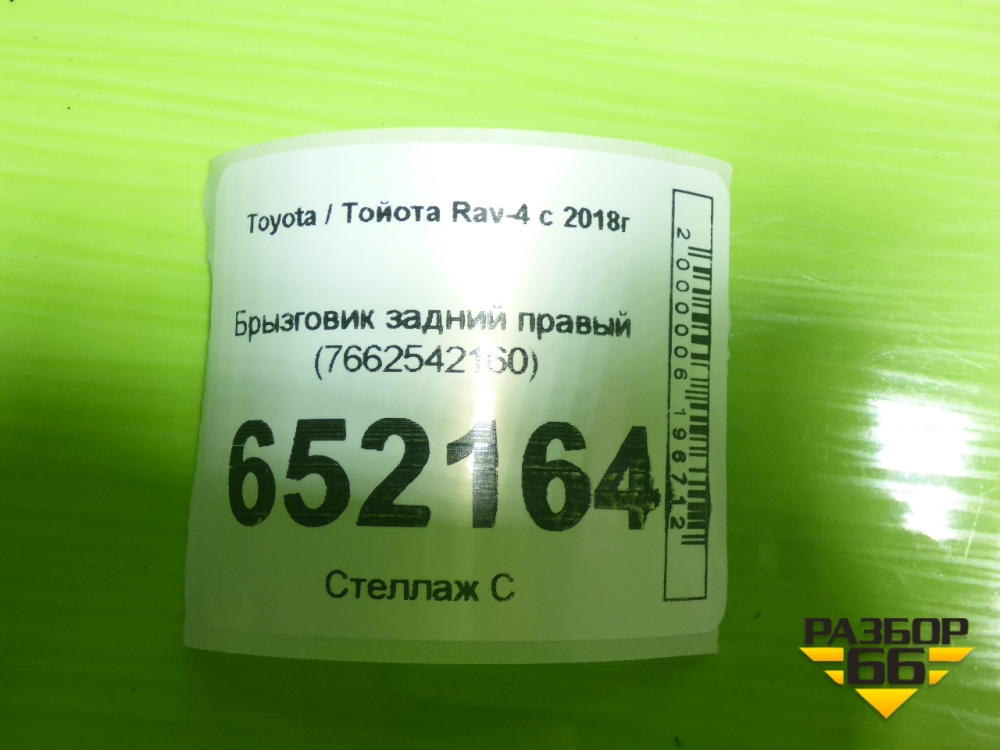 Toyota / Тойота Rav-4 с 2018г
Брызговик задний правый
(7662542160)
652164
Стеллаж С
2000006196712
РАЗБОР
66